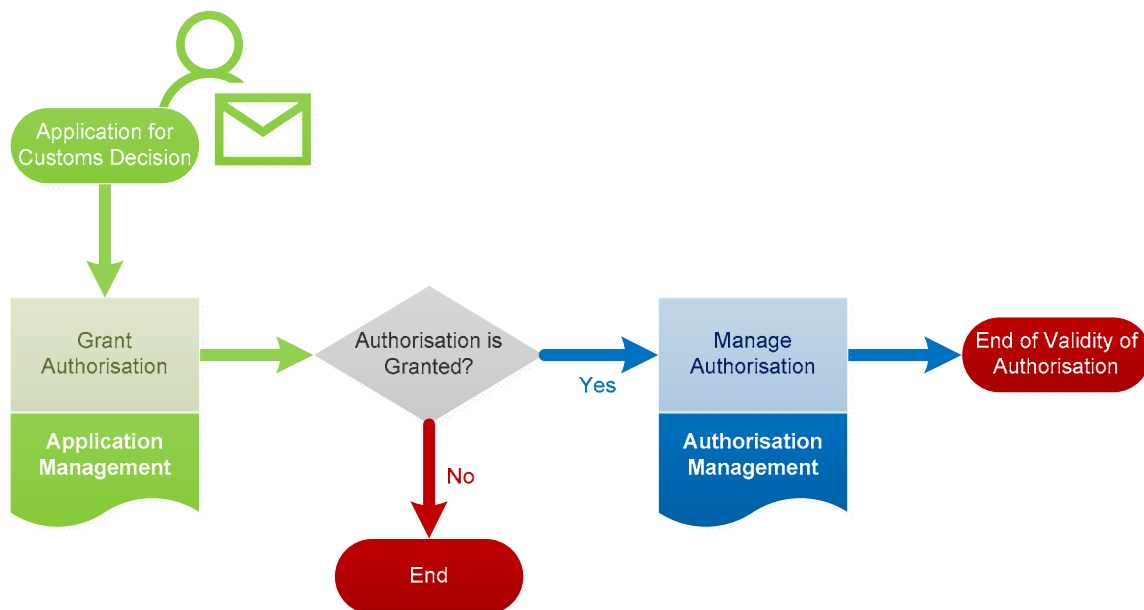 Application for
Customs Decision
Grant
Authorisation
Application
Management
Authorisation is
Granted?
Yes
No
End
Manage
Authorisation
Authorisation
Management
End of Validity of
Authorisation